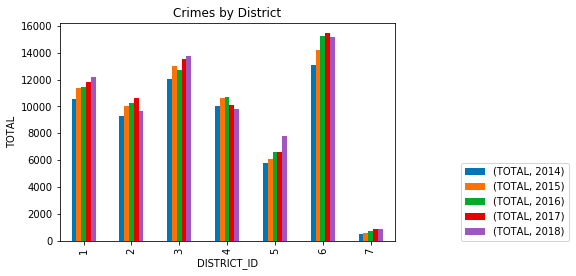 Crimes by District
16000
14000
12000
10000
8000
6000
4000
2000
0
TOTAL
1 2 3 4 5 6 7
DISTRICT_ID
(TOTAL, 2014)
(TOTAL, 2015)
(TOTAL, 2016)
(TOTAL, 2017)
(TOTAL, 2018)